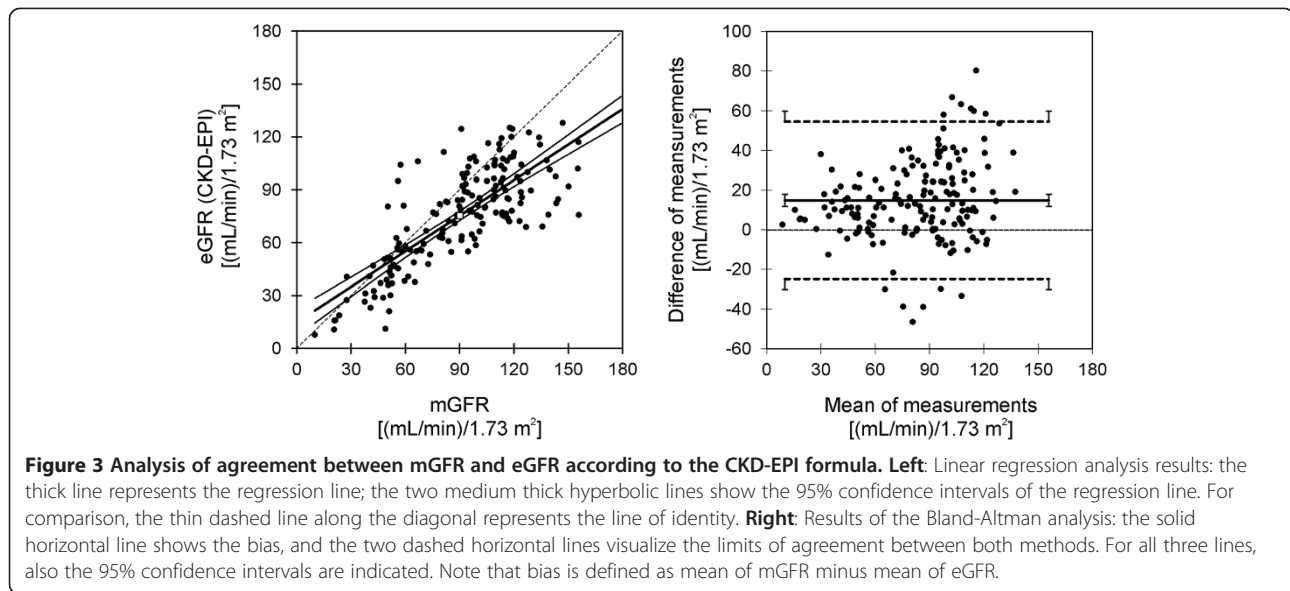 180
150
120
90
60
30
0
eGFR (CKD-EPI)
[(mL/min)/1.73 m²]
0 30 60 90 120 150 180
mGFR
[(mL/min)/1.73 m²]
100
80
60
40
20
0
-20
-40
-60
Difference of meansurements
[(mL/min)/1.73 m²]
0 30 60 90 120 150 180
Mean of measurements
[(mL/min)/1.73 m²]
Figure 3 Analysis of agreement between mGFR and eGFR according to the CKD-EPI formula. Left: Linear regression analysis results: the
thick line represents the regression line; the two medium thick hyperbolic lines show the 95% confidence intervals of the regression line. For
comparison, the thin dashed line along the diagonal represents the line of identity. Right: Results of the Bland-Altman analysis: the solid
horizontal line shows the bias, and the two dashed horizontal lines visualize the limits of agreement between both methods. For all three lines,
also the 95% confidence intervals are indicated. Note that bias is defined as mean of mGFR minus mean of eGFR.